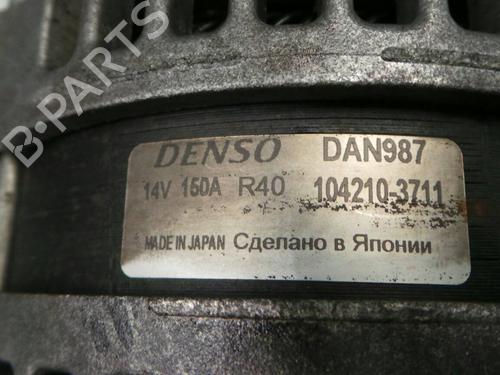 DENSO DAN987
14V 150A R40 104210-3711
MADE IN JAPAN Сделано в Японии
B-PARTS